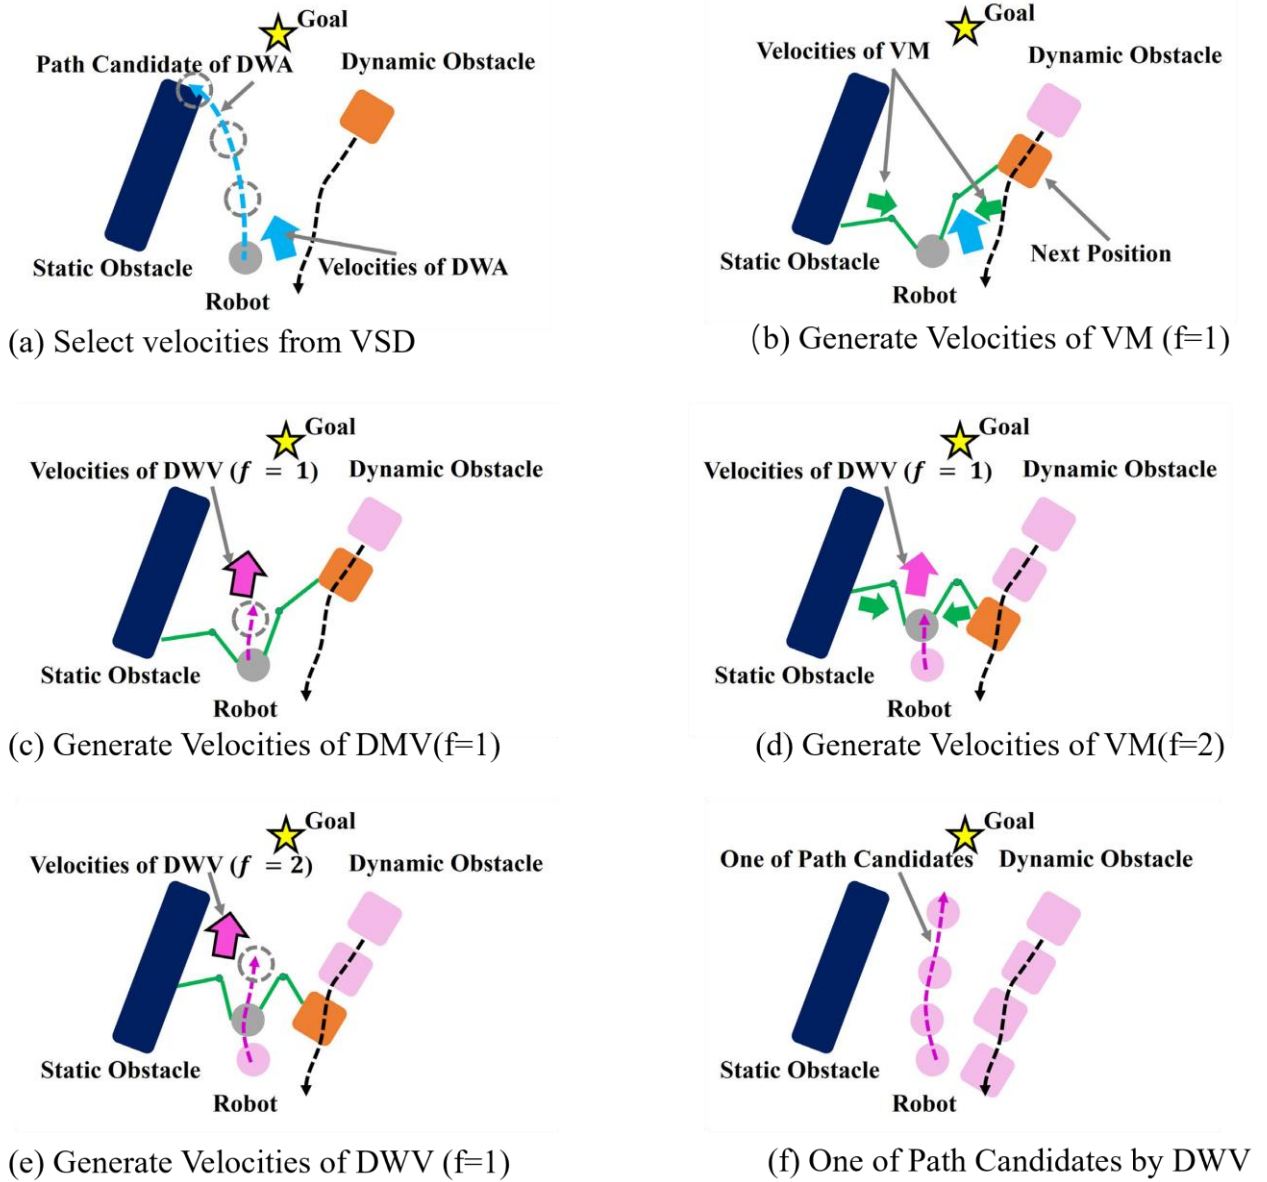 Goal
Path Candidate of DWA
Dynamic Obstacle
Static Obstacle
Velocities of DWA
Robot
(a) Select velocities from VSD
Goal
Velocities of VM
Dynamic Obstacle
Static Obstacle
Next Position
Robot
(b) Generate Velocities of VM (f=1)
Goal
Velocities of DWV (f = 1)
Dynamic Obstacle
Static Obstacle
Robot
(c) Generate Velocities of DMV(f=1)
Goal
Velocities of DWV (f = 1)
Dynamic Obstacle
Static Obstacle
Robot
(d) Generate Velocities of VM(f=2)
Goal
Velocities of DWV (f = 2)
Dynamic Obstacle
Static Obstacle
Robot
(e) Generate Velocities of DWV (f=1)
Goal
One of Path Candidates
Dynamic Obstacle
Static Obstacle
Robot
(f) One of Path Candidates by DWV